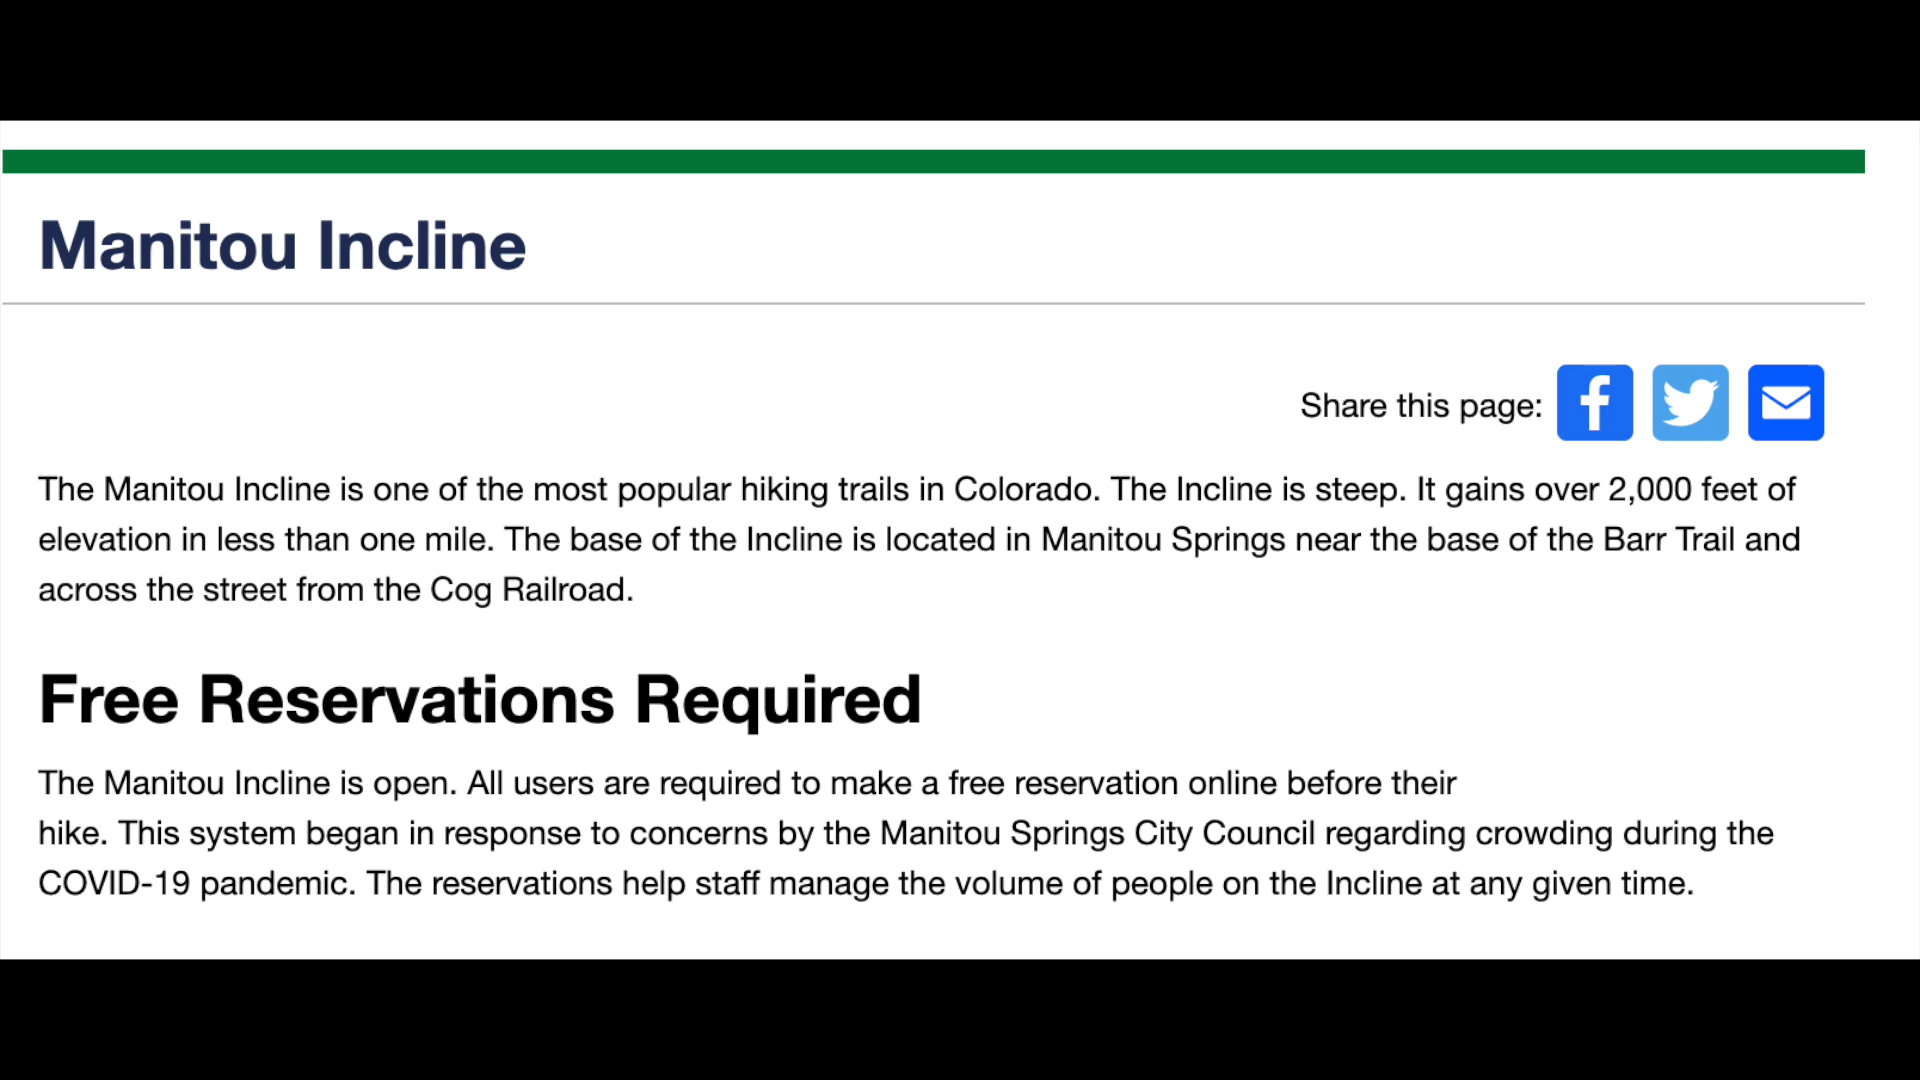 Manitou Incline
Share this page:
The Manitou Incline is one of the most popular hiking trails in Colorado. The Incline is steep. It gains over 2,000 feet of
elevation in less than one mile. The base of the Incline is located in Manitou Springs near the base of the Barr Trail and
across the street from the Cog Railroad.
Free Reservations Required
The Manitou Incline is open. All users are required to make a free reservation online before their
hike. This system began in response to concerns by the Manitou Springs City Council regarding crowding during the
COVID-19 pandemic. The reservations help staff manage the volume of people on the Incline at any given time.